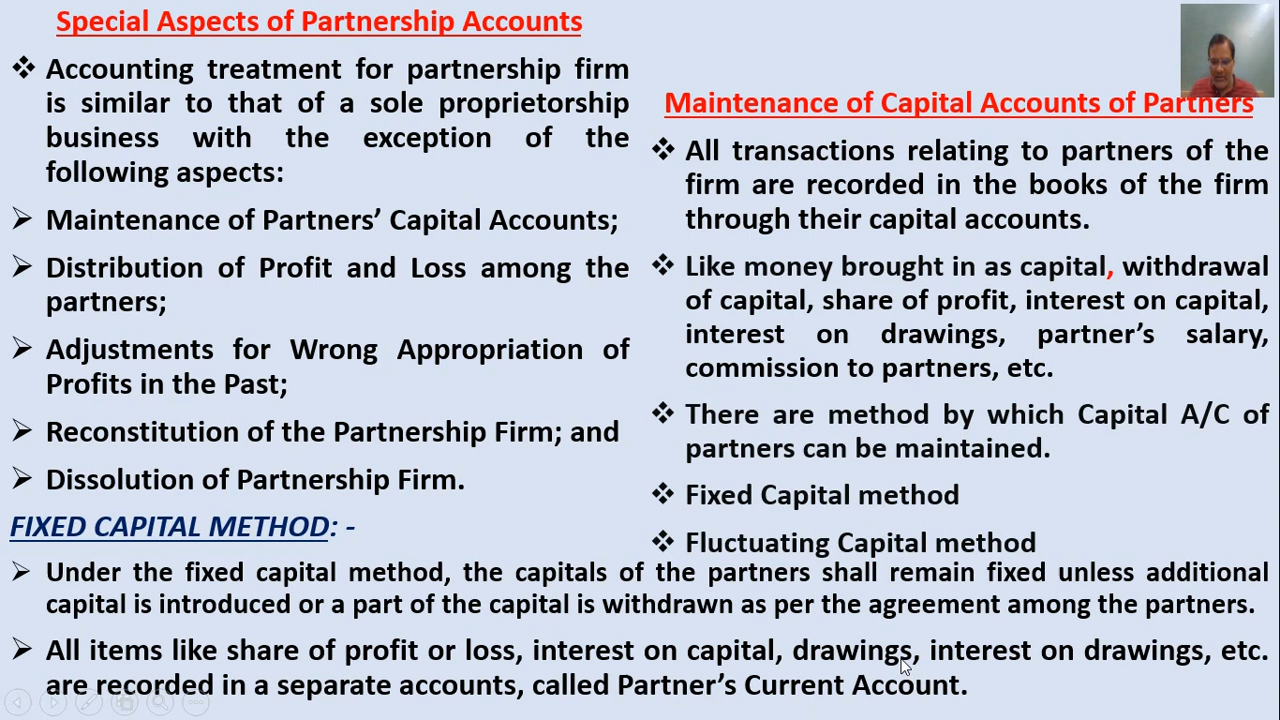 Special Aspects of Partnership Accounts
❖ Accounting treatment for partnership firm
is similar to that of a sole proprietorship
business with the exception of the
following aspects:
➢ Maintenance of Partners’ Capital Accounts;
➢ Distribution of Profit and Loss among the
partners;
➢ Adjustments for Wrong Appropriation of
Profits in the Past;
➢ Reconstitution of the Partnership Firm; and
➢ Dissolution of Partnership Firm.
Maintenance of Capital Accounts of Partners
❖ All transactions relating to partners of the
firm are recorded in the books of the firm
through their capital accounts.
❖ Like money brought in as capital, withdrawal
of capital, share of profit, interest on capital,
interest on drawings, partner’s salary,
commission to partners, etc.
❖ There are method by which Capital A/C of
partners can be maintained.
❖ Fixed Capital method
❖ Fluctuating Capital method
FIXED CAPITAL METHOD: -
➢ Under the fixed capital method, the capitals of the partners shall remain fixed unless additional
capital is introduced or a part of the capital is withdrawn as per the agreement among the partners.
➢ All items like share of profit or loss, interest on capital, drawings, interest on drawings, etc.
are recorded in a separate accounts, called Partner’s Current Account.